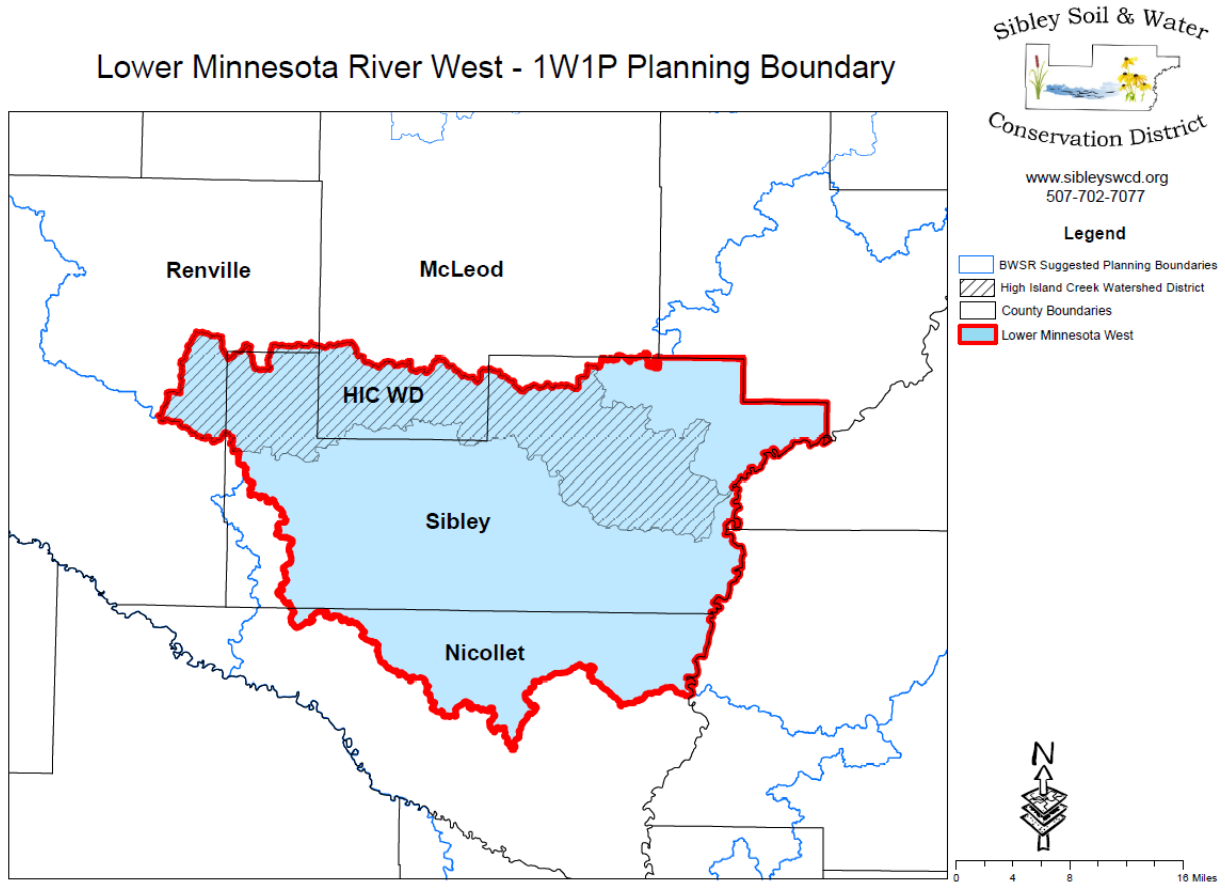 Sibley Soil & Water
Conservation District
Lower Minnesota River West - 1W1P Planning Boundary
www.sibleyswcd.org
507-702-7077
Legend
BWSR Suggested Planning Boundaries
High Island Creek Watershed District
County Boundaries
Lower Minnesota West
Renville
McLeod
HIC WD
Sibley
Nicollet
N
0 4 8 16 Miles